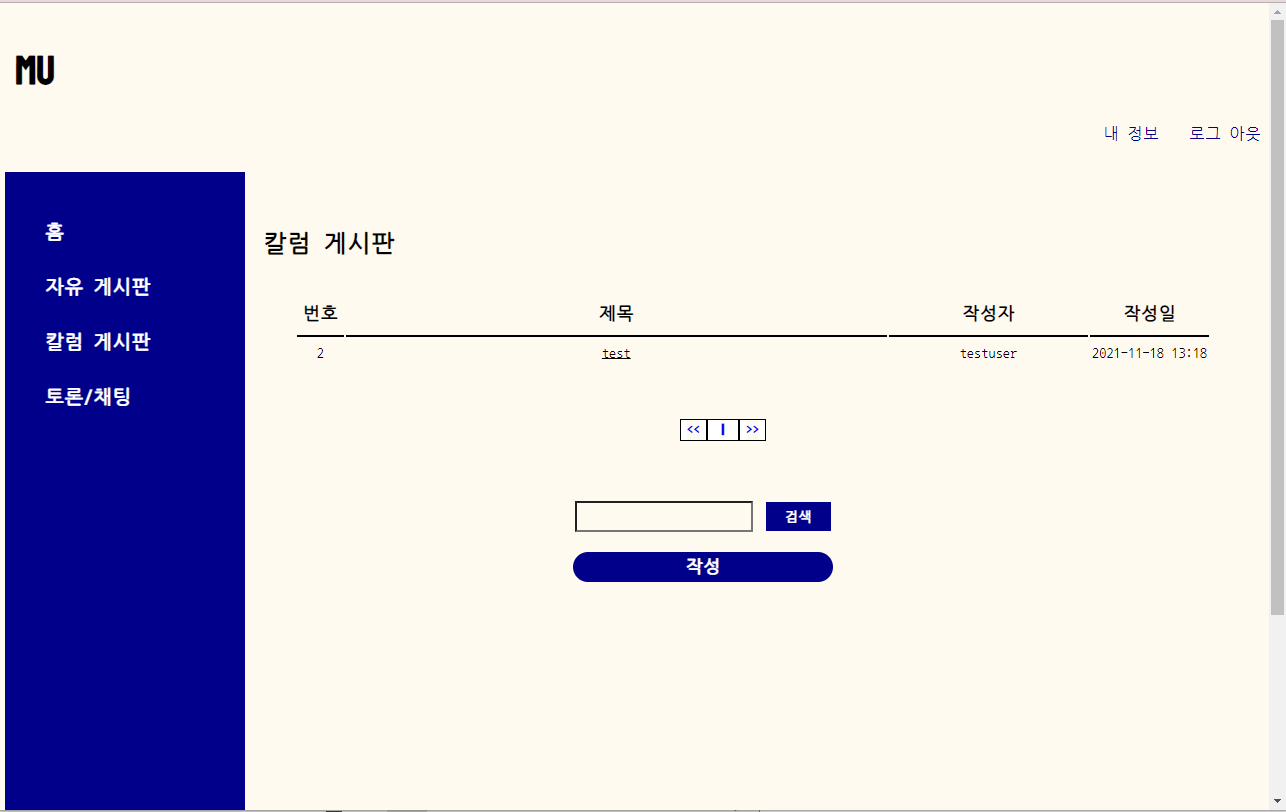 MU
내 정보 로그 아웃
홈
자유 게시판
칼럼 게시판
토론/채팅
칼럼 게시판
번호 제목 작성자 작성일
2 test testuser 2021-11-18 13:18
<< 1 >>
검색
작성